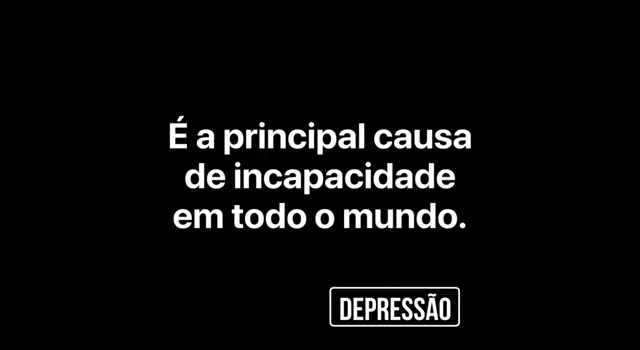 É a principal causa
de incapacidade
em todo o mundo.
DEPRESSÃO